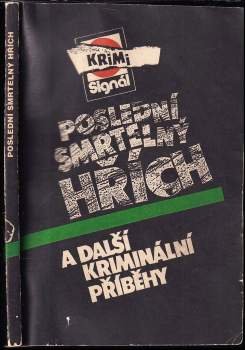 POSLEDNÍ SMRTELNÝ HŘÍCH
KRiMi
Signál
POSLEDNÍ
SMRTELNÝ
HŘÍCH
A DALŠÍ
KRIMINÁLNÍ
PŘÍBĚHY